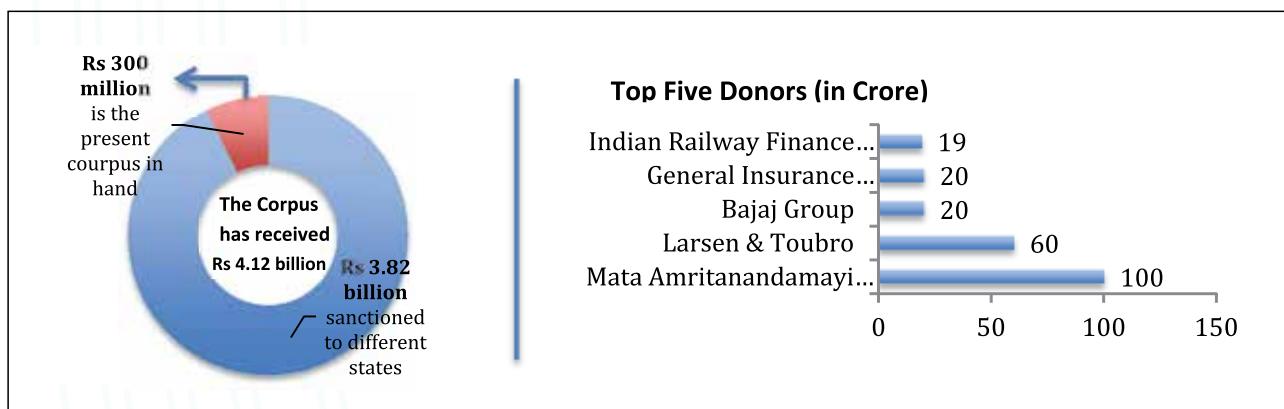 Rs 300
million
is the
present
courpus in
hand
The Corpus
has received
Rs 4.12 billion
Rs 3.82
billion
sanctioned
to different
states
Top Five Donors (in Crore)
Indian Railway Finance... 19
General Insurance... 20
Bajaj Group 20
Larsen & Toubro 60
Mata Amritanandamayi... 100
0 50 100 150